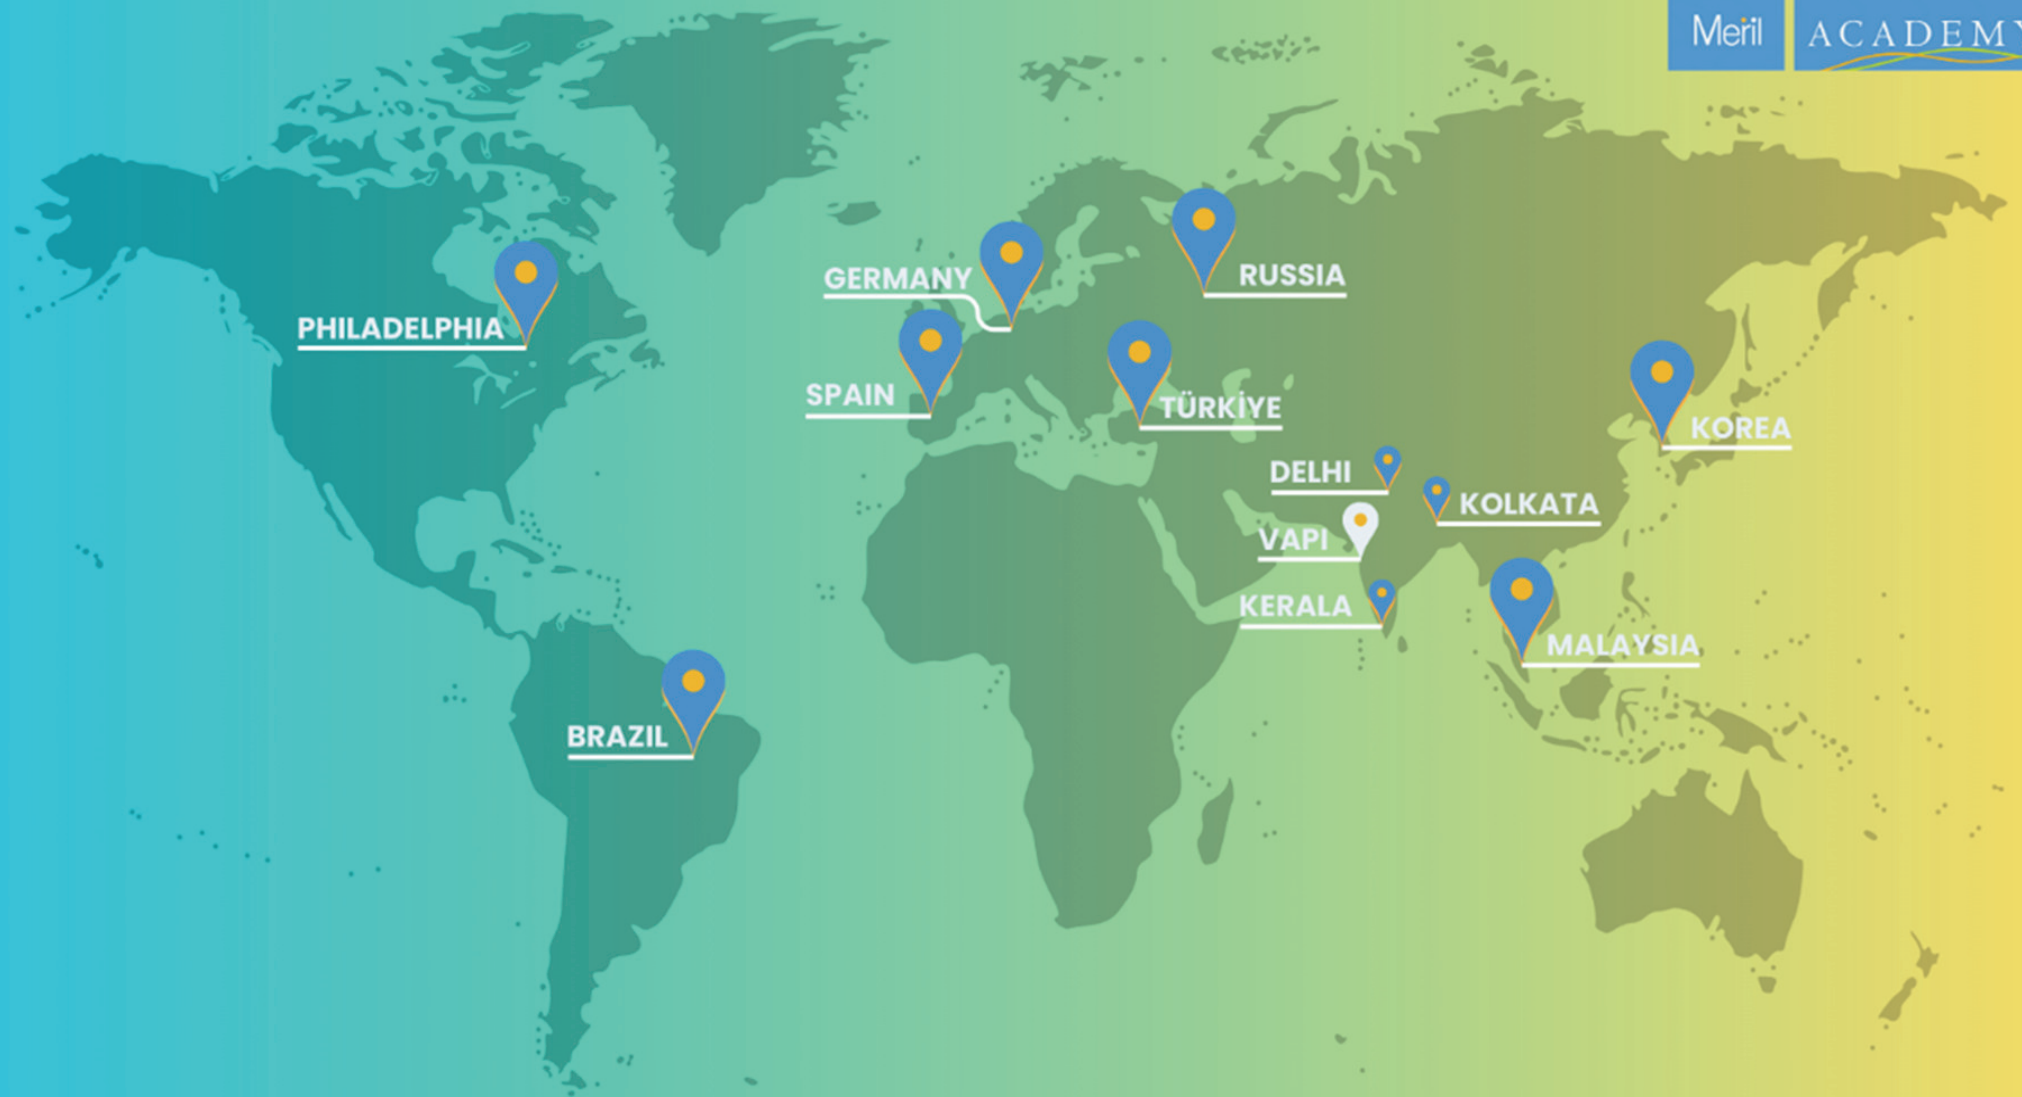 Meril
ACADEMY
RUSSIA
GERMANY
PHILADELPHIA
SPAIN
TÜRKİYE
KOREA
DELHI
KOLKATA
VAPI
KERALA
MALAYSIA
BRAZIL